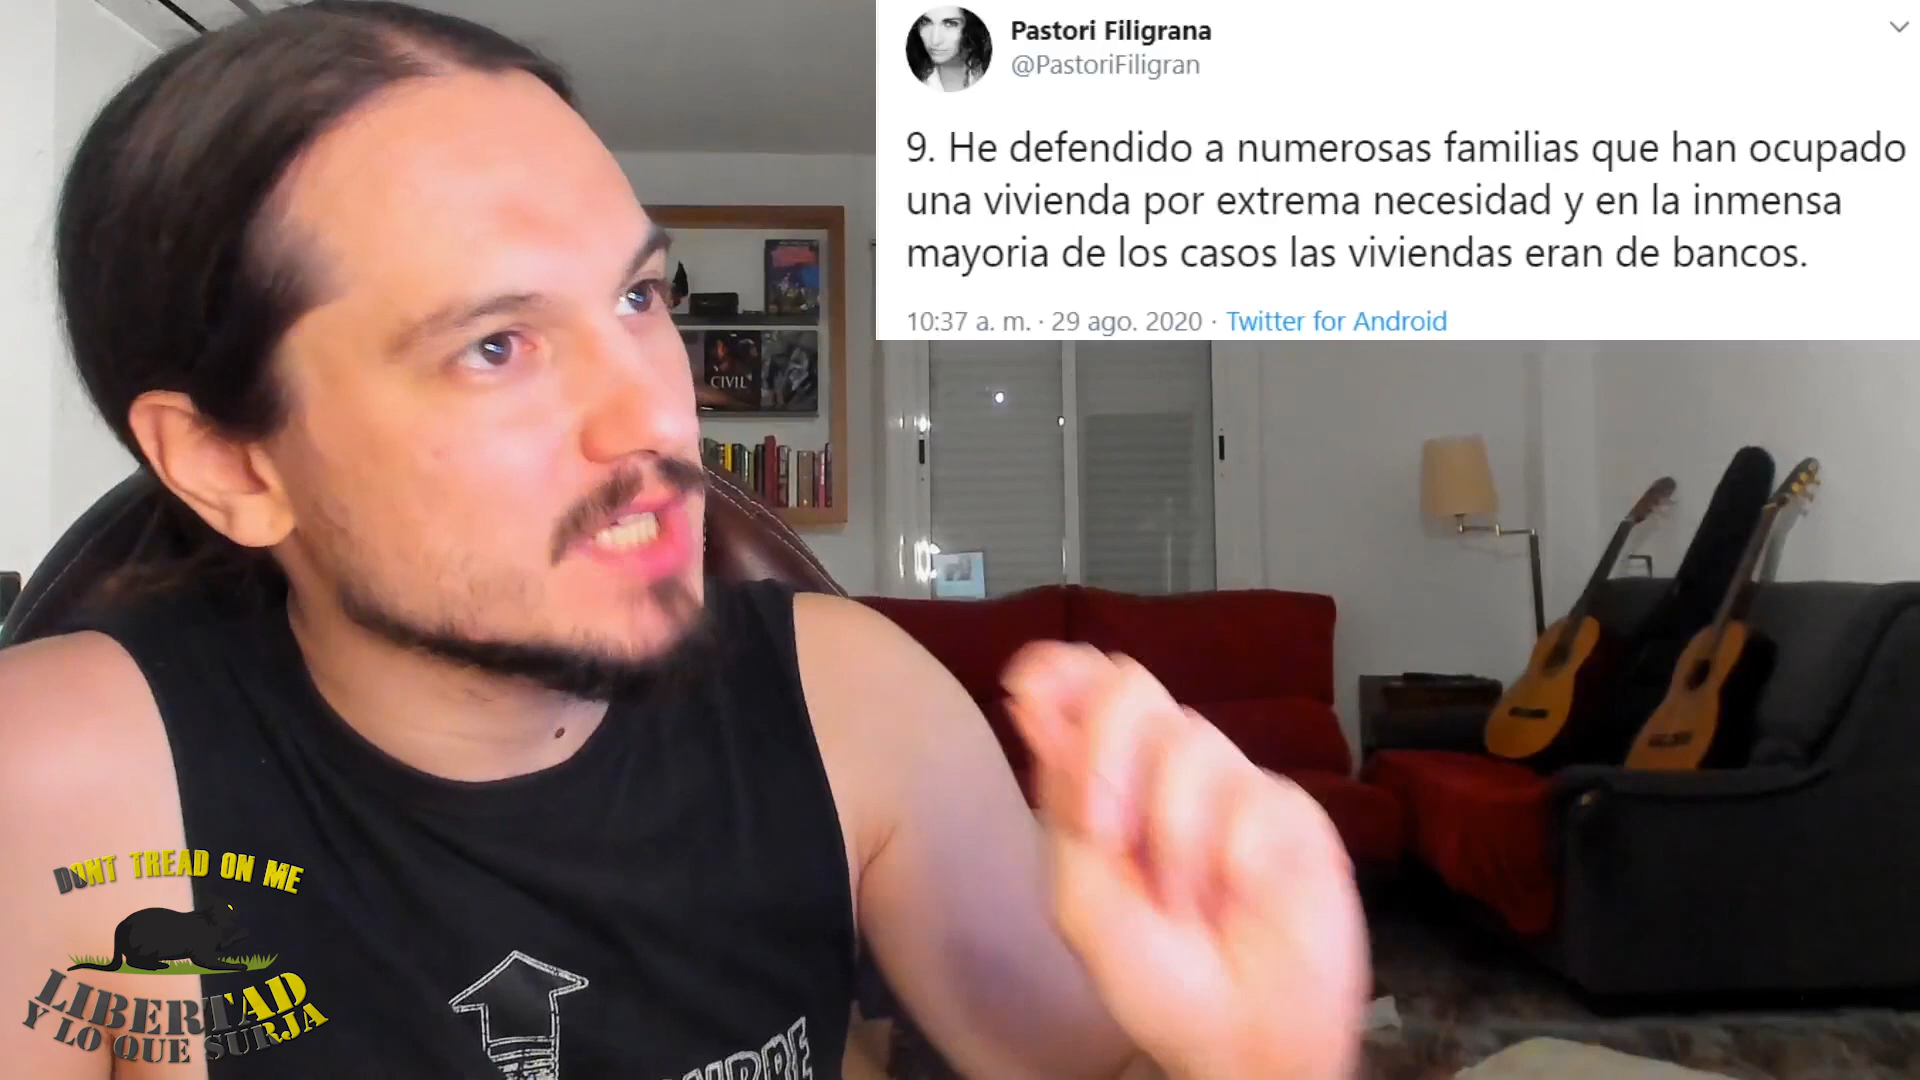 Pastori Filigrana
@PastoriFiligran
9. He defendido a numerosas familias que han ocupado
una vivienda por extrema necesidad y en la inmensa
mayoria de los casos las viviendas eran de bancos.
10:37 a. m. · 29 ago. 2020 · Twitter for Android
CIVIL
DONT TREAD ON ME
LIBERTAD
Y LO QUE SURJA